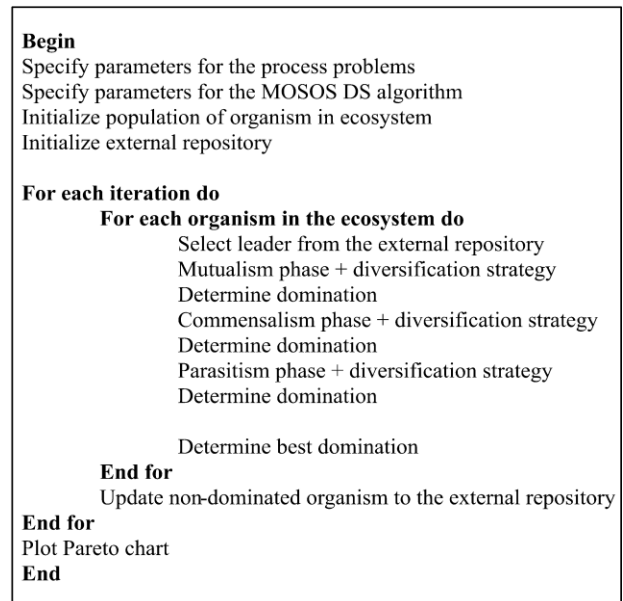 Begin
Specify parameters for the process problems
Specify parameters for the MOSOS DS algorithm
Initialize population of organism in ecosystem
Initialize external repository
For each iteration do
For each organism in the ecosystem do
Select leader from the external repository
Mutualism phase + diversification strategy
Determine domination
Commensalism phase + diversification strategy
Determine domination
Parasitism phase + diversification strategy
Determine domination
Determine best domination
End for
Update non-dominated organism to the external repository
End for
Plot Pareto chart
End